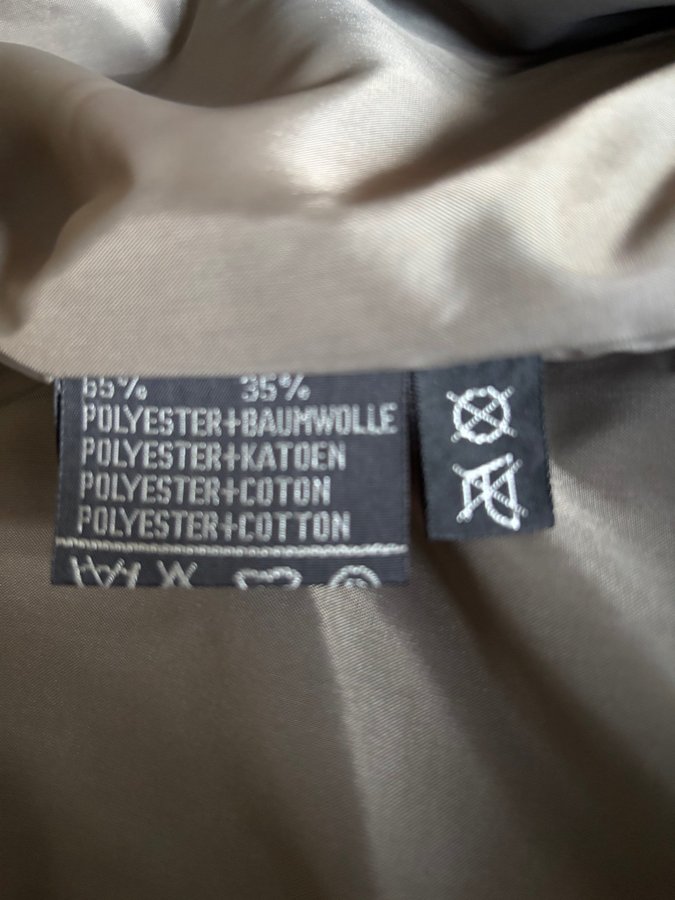 65% 35%
POLYESTER+BAUMWOLLE
POLYESTER+KATOEN
POLYESTER+COTON
POLYESTER+COTTON